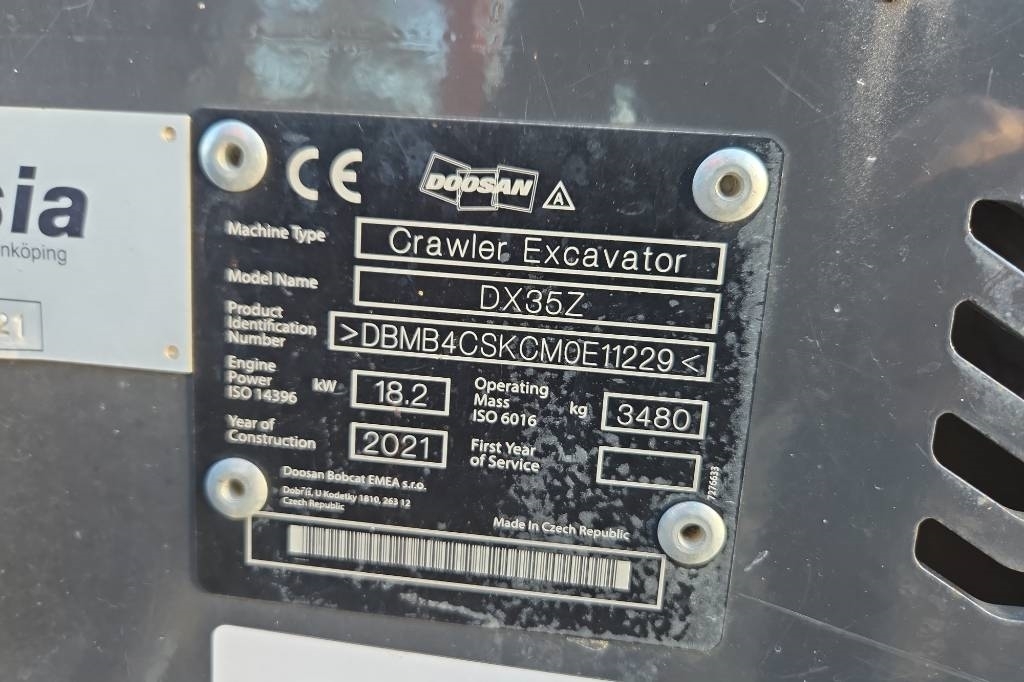 sia
nköping
21
CE DOOSAN A
Machine Type Crawler Excavator
Model Name DX35Z
Product
Identification
Number
>DBMB4CSKCM0E11229<
Engine
Power
ISO 14396
kW 18.2
Operating
Mass
ISO 6016
kg 3480
Year of
Construction
2021
First Year
of Service
7276633
Doosan Bobcat EMEA s.r.o.
Dobříš, U Kodetky 1810, 263 12
Czech Republic
Made in Czech Republic